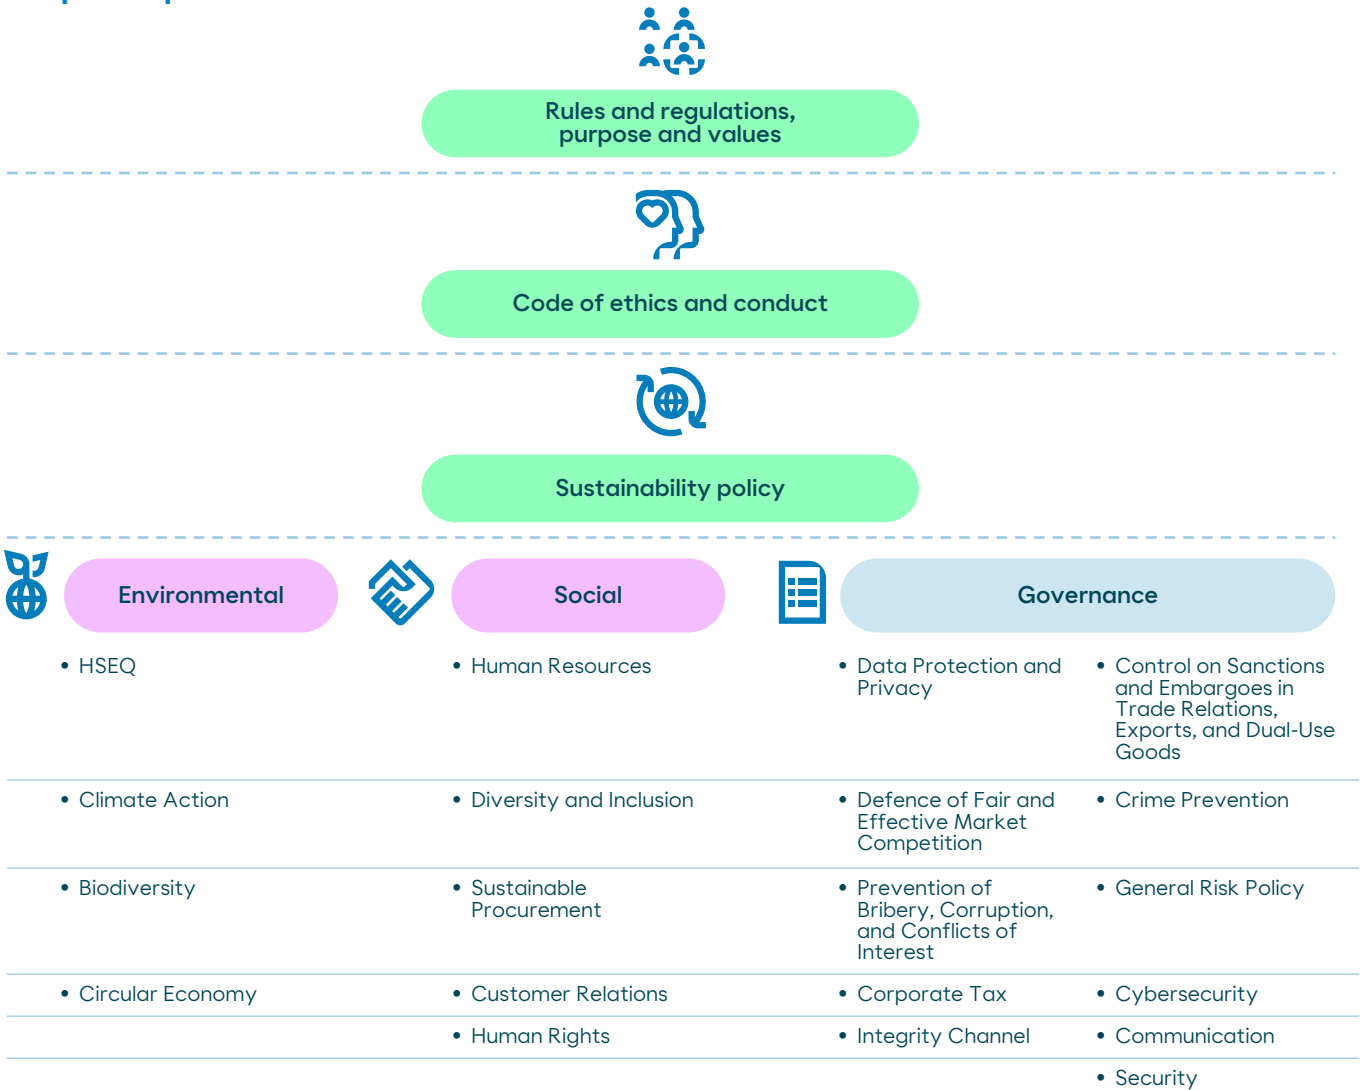 Rules and regulations,
purpose and values
Code of ethics and conduct
Sustainability policy
Environmental
Social
Governance
• HSEQ
• Human Resources
• Data Protection and
Privacy
• Control on Sanctions
and Embargoes in
Trade Relations,
Exports, and Dual-Use
Goods
• Climate Action
• Diversity and Inclusion
• Defence of Fair and
Effective Market
Competition
• Crime Prevention
• Biodiversity
• Sustainable
Procurement
• Prevention of
Bribery, Corruption,
and Conflicts of
Interest
• General Risk Policy
• Circular Economy
• Customer Relations
• Corporate Tax
• Cybersecurity
• Human Rights
• Integrity Channel
• Communication
• Security